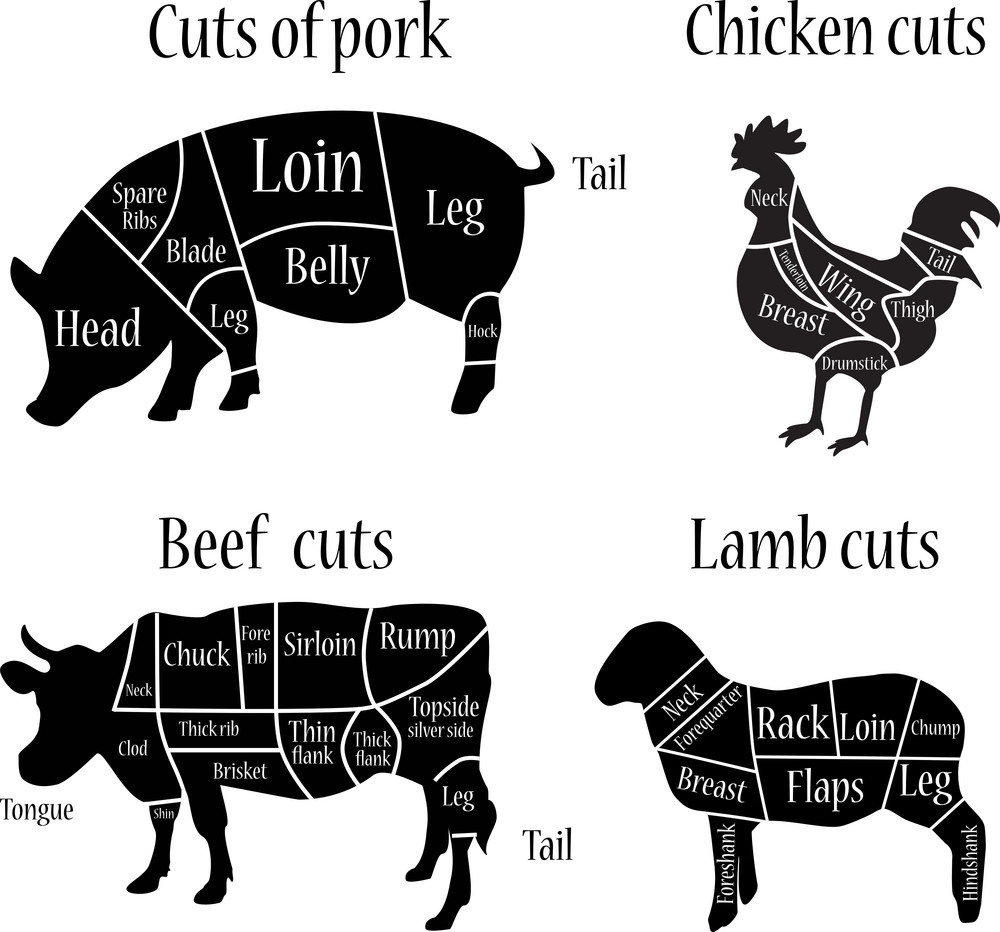 Cuts of pork
Spare
Ribs
Loin
Leg
Tail
Blade
Belly
Head
Leg
Hock
Chicken cuts
Neck
Tenderloin
Wing
Tail
Breast
Thigh
Drumstick
Beef cuts
Neck
Chuck
Fore
rib
Sirloin
Rump
Clod
Thick rib
Thin
flank
Thick
flank
Topside
silver side
Brisket
Leg
Shin
Tongue
Tail
Lamb cuts
Neck
Forequarter
Rack
Loin
Chump
Breast
Flaps
Leg
Foreshank
Hindshank